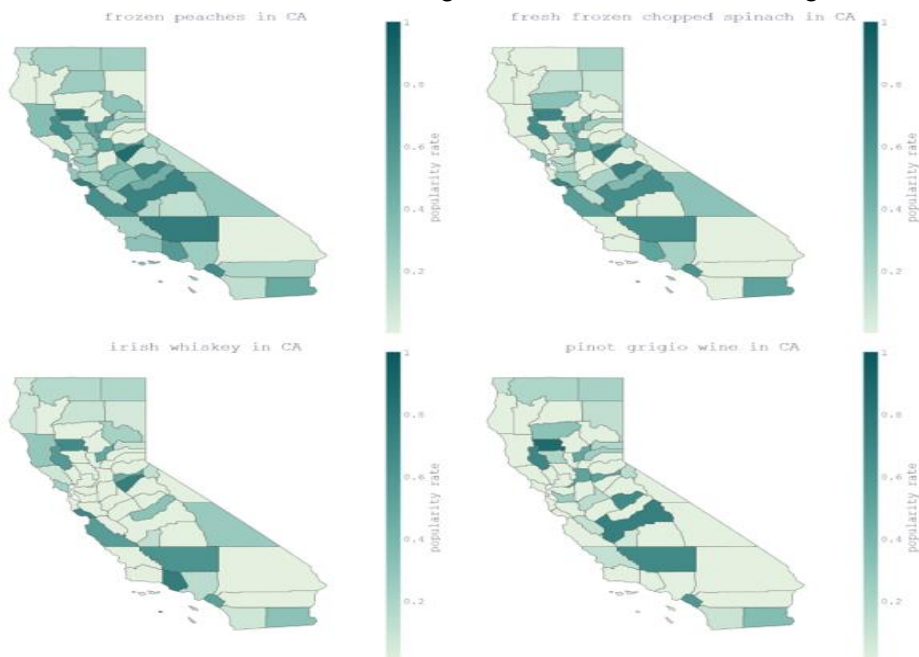 frozen peaches in CA
1
0.8
0.6
0.4
0.2
popularity rate
fresh frozen chopped spinach in CA
1
0.8
0.6
0.4
0.2
popularity rate
irish whiskey in CA
1
0.8
0.6
0.4
0.2
popularity rate
pinot grigio wine in CA
1
0.8
0.6
0.4
0.2
popularity rate